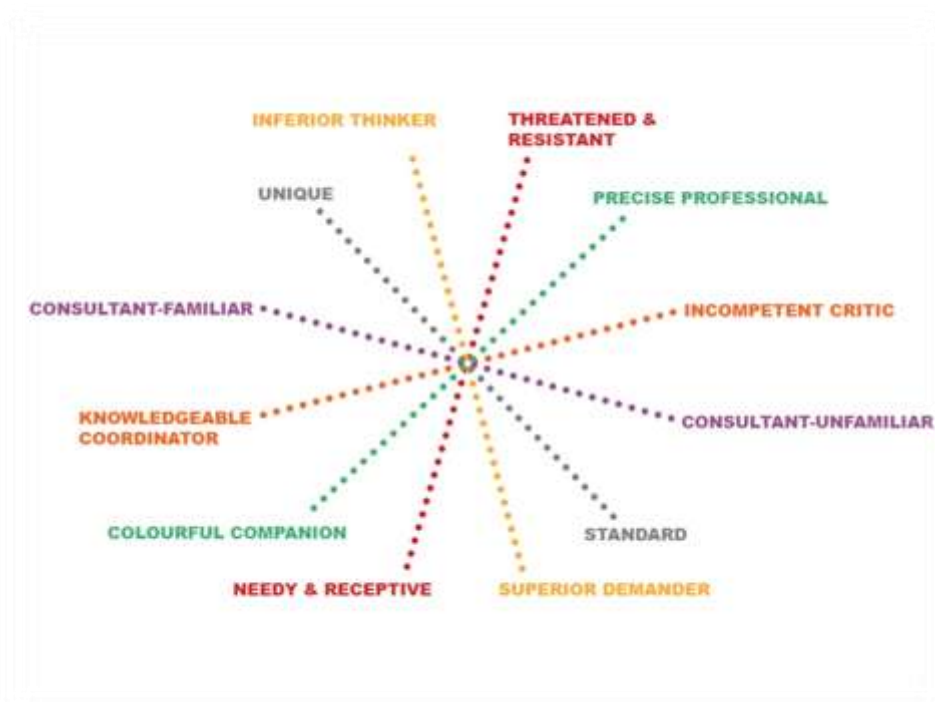 INFERIOR THINKER
THREATENED &
RESISTANT
UNIQUE
PRECISE PROFESSIONAL
CONSULTANT-FAMILIAR
INCOMPETENT CRITIC
KNOWLEDGEABLE
COORDINATOR
CONSULTANT-UNFAMILIAR
COLOURFUL COMPANION
STANDARD
NEEDY & RECEPTIVE
SUPERIOR DEMANDER